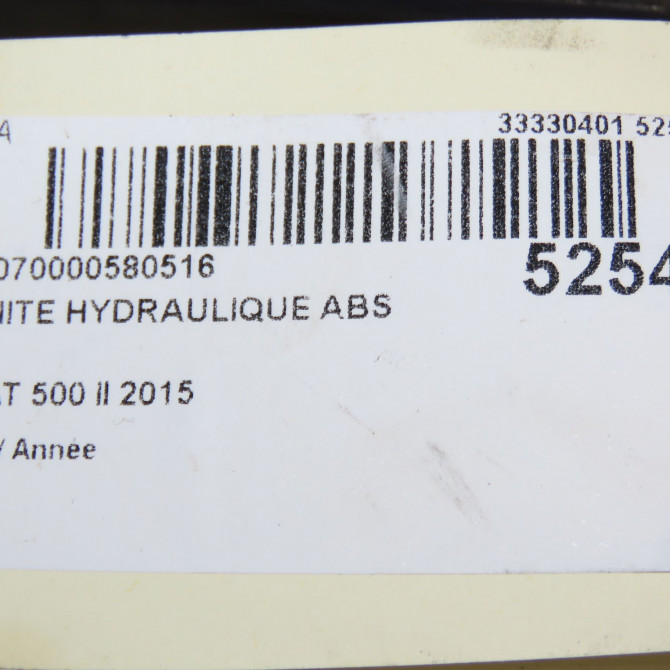 A 33330401 525
070000580516 5254
NITE HYDRAULIQUE ABS
AT 500 II 2015
/ Année